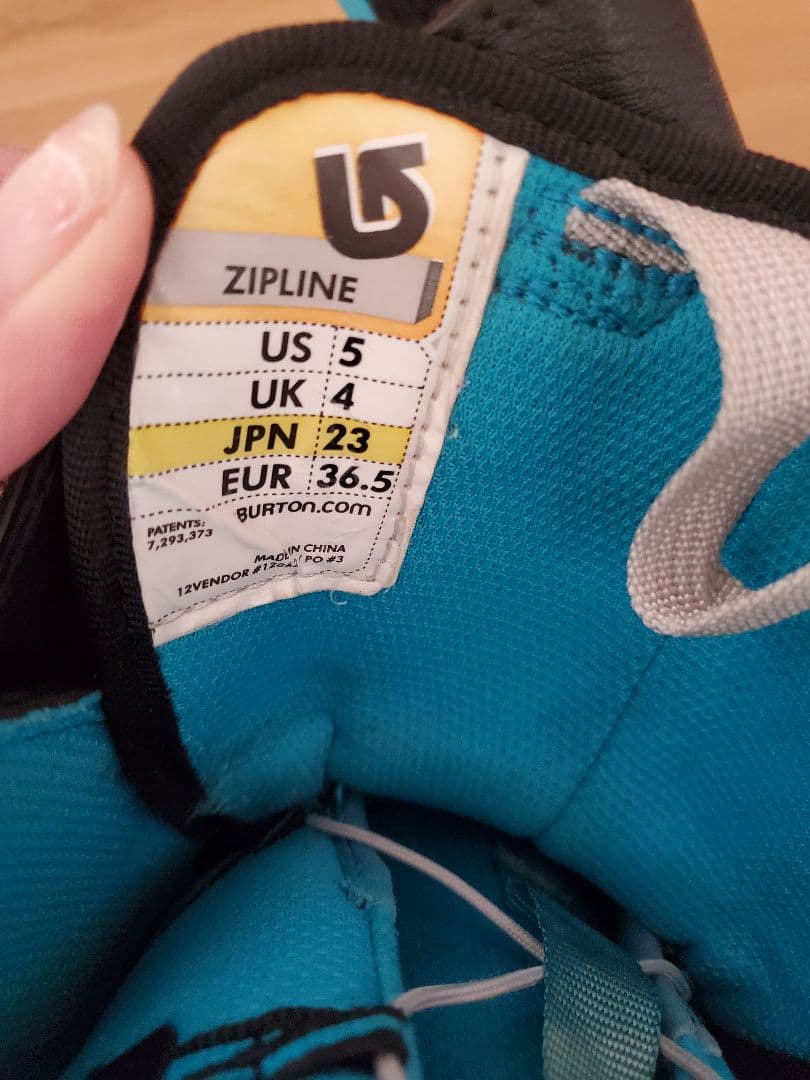 ZIPLINE
US 5
UK 4
JPN 23
EUR 36.5
BURTON.COM
PATENTS:
7,293,373
MADE IN CHINA
12VENDOR PO #3